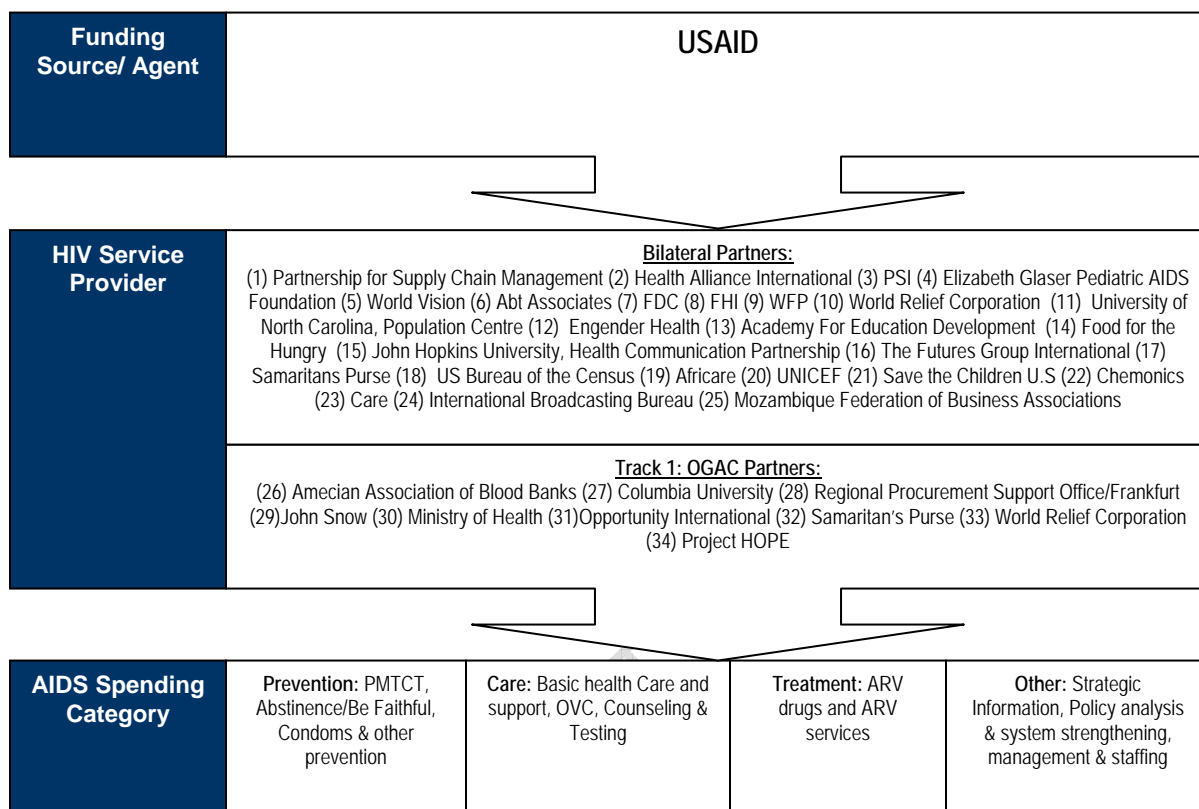 Funding
Source/ Agent
USAID
HIV Service
Provider
Bilateral Partners:
(1) Partnership for Supply Chain Management (2) Health Alliance International (3) PSI (4) Elizabeth Glaser Pediatric AIDS
Foundation (5) World Vision (6) Abt Associates (7) FDC (8) FHI (9) WFP (10) World Relief Corporation (11) University of
North Carolina, Population Centre (12) Engender Health (13) Academy For Education Development (14) Food for the
Hungry (15) John Hopkins University, Health Communication Partnership (16) The Futures Group International (17)
Samaritans Purse (18) US Bureau of the Census (19) Africare (20) UNICEF (21) Save the Children U.S (22) Chemonics
(23) Care (24) International Broadcasting Bureau (25) Mozambique Federation of Business Associations
Track 1: OGAC Partners:
(26) Amecian Association of Blood Banks (27) Columbia University (28) Regional Procurement Support Office/Frankfurt
(29)John Snow (30) Ministry of Health (31)Opportunity International (32) Samaritan's Purse (33) World Relief Corporation
(34) Project HOPE
AIDS Spending
Category
Prevention: PMTCT,
Abstinence/Be Faithful,
Condoms & other
prevention
Care: Basic health Care and
support, OVC, Counseling &
Testing
Treatment: ARV
drugs and ARV
services
Other: Strategic
Information, Policy analysis
& system strengthening,
management & staffing